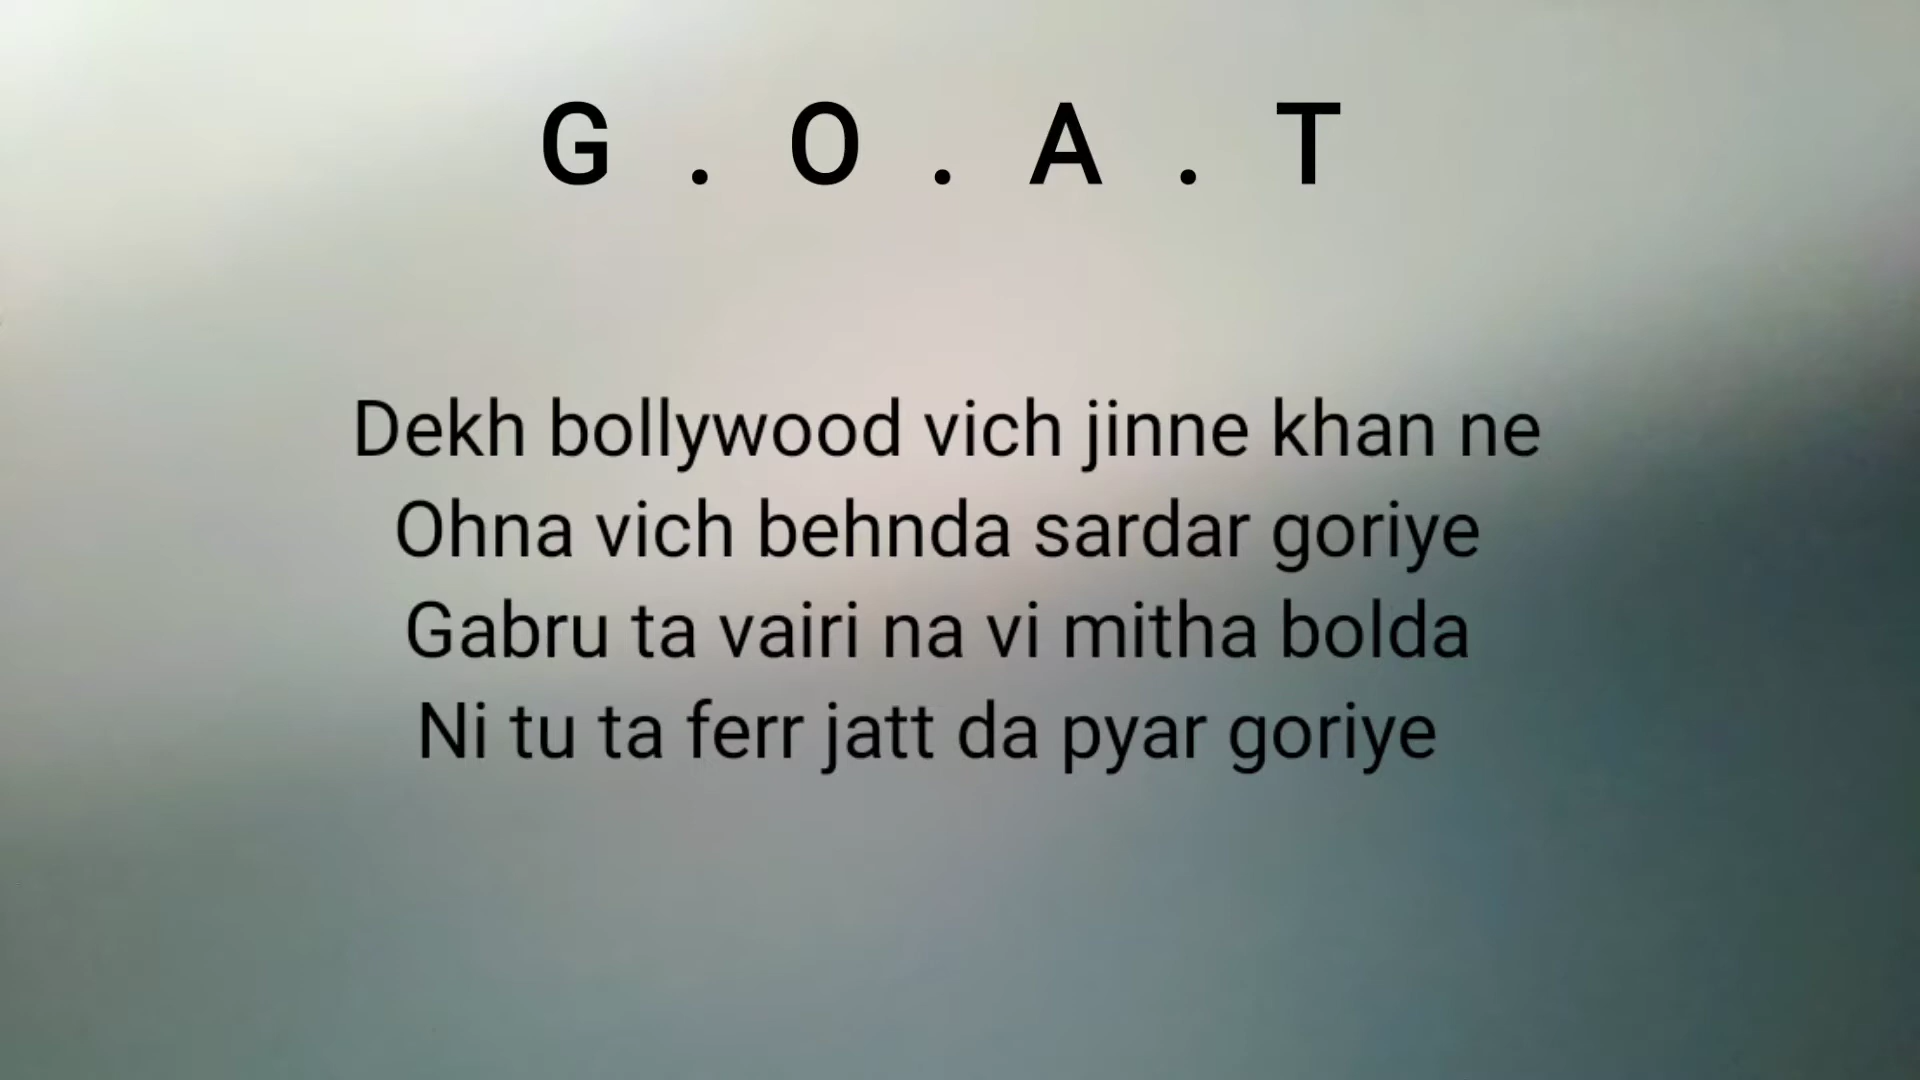 G . O . A . T
Dekh bollywood vich jinne khan ne
Ohna vich behnda sardar goriye
Gabru ta vairi na vi mitha bolda
Ni tu ta ferr jatt da pyar goriye